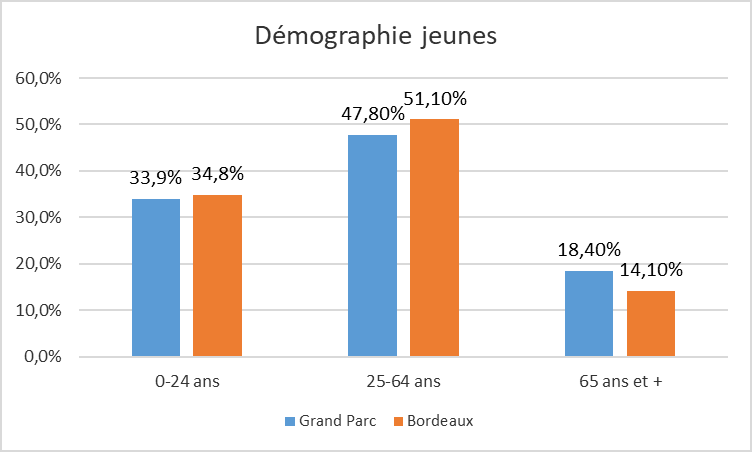 Démographie jeunes
60,0%
50,0%
40,0%
30,0%
20,0%
10,0%
0,0%
33,9%
34,8%
47,80%
51,10%
18,40%
14,10%
0-24 ans
25-64 ans
65 ans et +
Grand Parc
Bordeaux